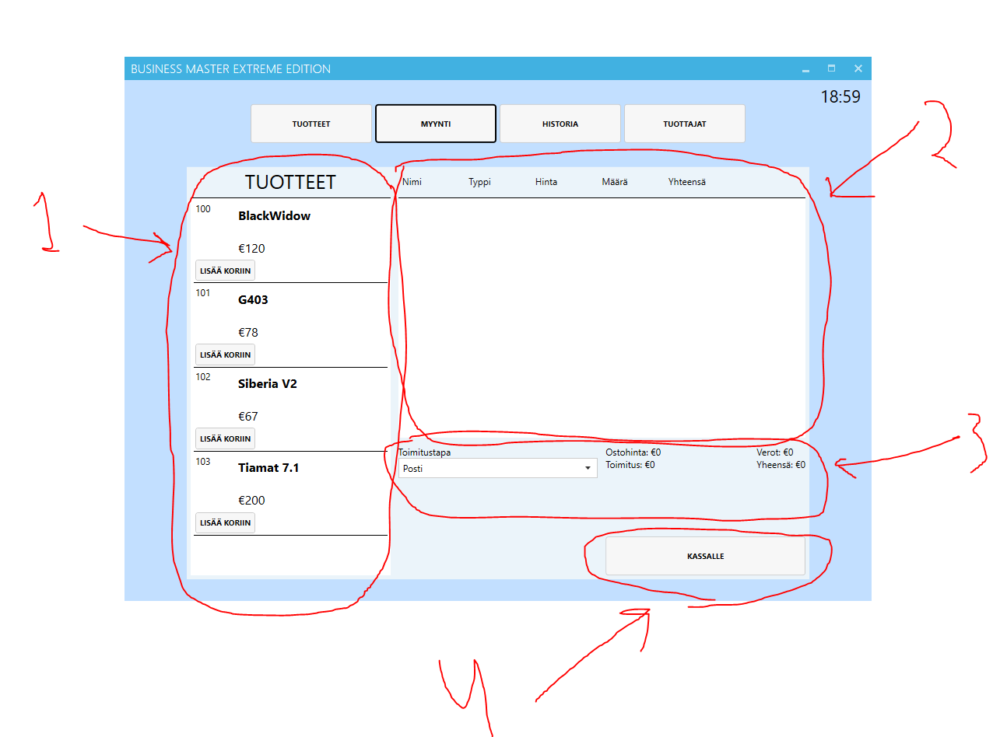 BUSINESS MASTER EXTREME EDITION
18:59
TUOTTEET MYYNTI HISTORIA TUOTTAJAT
2
1
TUOTTEET
100
BlackWidow
€120
LISÄÄ KORIIN
101
G403
€78
LISÄÄ KORIIN
102
Siberia V2
€67
LISÄÄ KORIIN
103
Tiamat 7.1
€200
LISÄÄ KORIIN
Nimi Typpi Hinta Määrä Yhteensä
Toimitustapa
Posti
Ostohinta: €0
Toimitus: €0
Verot: €0
Yhteensä: €0
3
KASSALLE
4